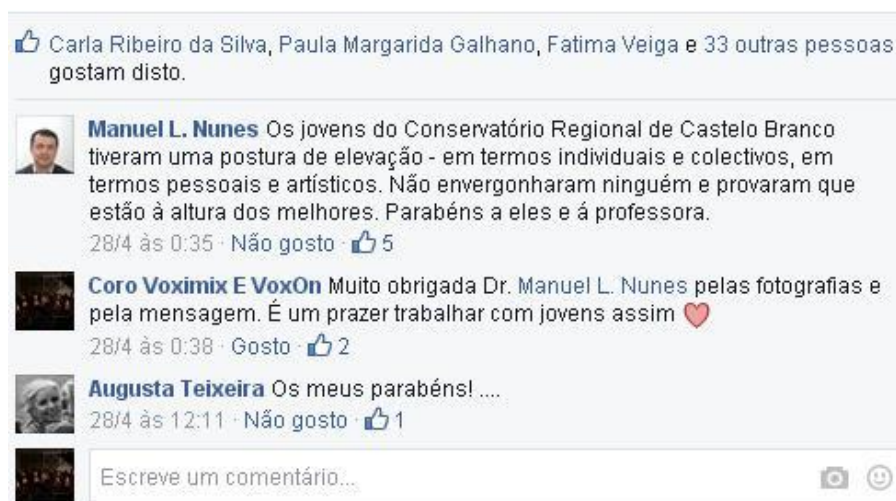 Carla Ribeiro da Silva, Paula Margarida Galhano, Fatima Veiga e 33 outras pessoas
gostam disto.
Manuel L. Nunes Os jovens do Conservatório Regional de Castelo Branco
tiveram uma postura de elevação - em termos individuais e colectivos, em
termos pessoais e artísticos. Não envergonharam ninguém e provaram que
estão à altura dos melhores. Parabéns a eles e á professora.
28/4 às 0:35 · Não gosto · 5
Coro Voximix E VoxOn Muito obrigada Dr. Manuel L. Nunes pelas fotografias e
pela mensagem. É um prazer trabalhar com jovens assim
28/4 às 0:38 · Gosto · 2
Augusta Teixeira Os meus parabéns! ....
28/4 às 12:11 · Não gosto · 1
Escreve um comentário...